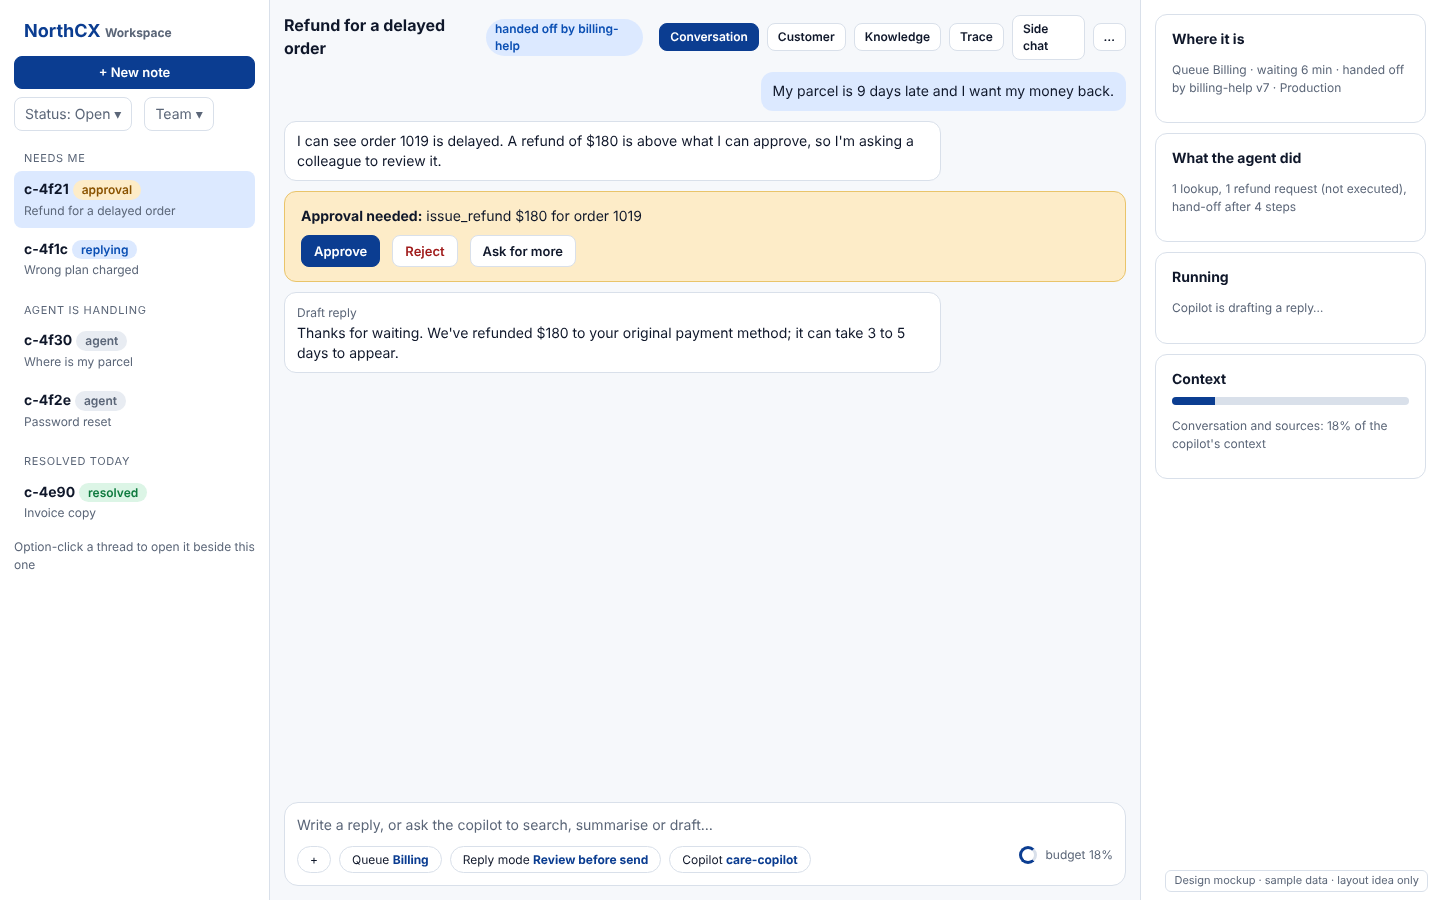 NorthCX Workspace
+ New note
Status: Open ▾
Team ▾
NEEDS ME
c-4f21 approval
Refund for a delayed order
c-4f1c replying
Wrong plan charged
AGENT IS HANDLING
c-4f30 agent
Where is my parcel
c-4f2e agent
Password reset
RESOLVED TODAY
c-4e90 resolved
Invoice copy
Option-click a thread to open it beside this
one
Refund for a delayed
order
handed off by billing-
help
Conversation
Customer
Knowledge
Trace
Side
chat
...
My parcel is 9 days late and I want my money back.
I can see order 1019 is delayed. A refund of $180 is above what I can approve, so I'm asking a
colleague to review it.
Approval needed: issue_refund $180 for order 1019
Approve
Reject
Ask for more
Draft reply
Thanks for waiting. We've refunded $180 to your original payment method; it can take 3 to 5
days to appear.
Write a reply, or ask the copilot to search, summarise or draft...
+
Queue Billing
Reply mode Review before send
Copilot care-copilot
budget 18%
Where it is
Queue Billing · waiting 6 min · handed off
by billing-help v7 · Production
What the agent did
1 lookup, 1 refund request (not executed),
hand-off after 4 steps
Running
Copilot is drafting a reply...
Context
Conversation and sources: 18% of the
copilot's context
Design mockup · sample data · layout idea only